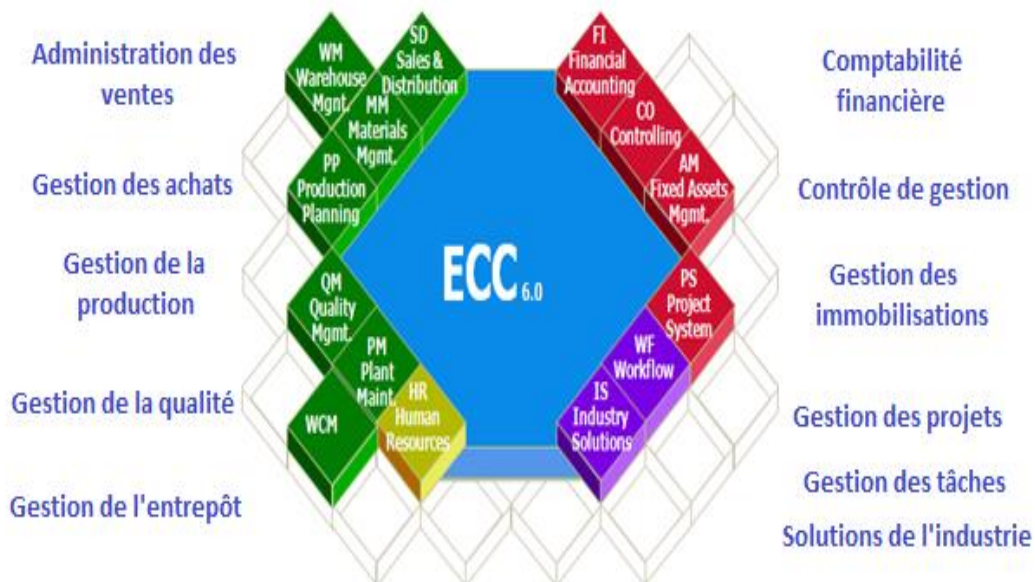 Administration des
ventes
Gestion des achats
Gestion de la
production
Gestion de la qualité
Gestion de l'entrepôt
WM
Warehouse
Mgnt.
SD
Sales &
Distribution
MM
Materials
Mgmt.
PP
Production
Planning
QM
Quality
Mgmt.
PM
Plant
Maint.
WCM
HR
Human
Resources
ECC 6.0
FI
Financial
Accounting
CO
Controlling
AM
Fixed Assets
Mgmt.
PS
Project
System
WF
Workflow
IS
Industry
Solutions
Comptabilité
financière
Contrôle de gestion
Gestion des
immobilisations
Gestion des projets
Gestion des tâches
Solutions de l'industrie